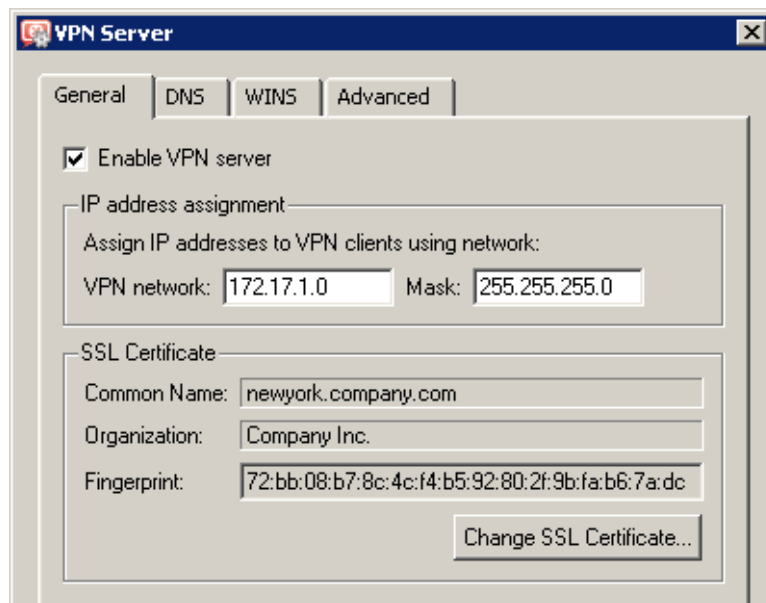 VPN Server
General DNS WINS Advanced
Enable VPN server
IP address assignment
Assign IP addresses to VPN clients using network:
VPN network: 172.17.1.0 Mask: 255.255.255.0
SSL Certificate
Common Name: newyork.company.com
Organization: Company Inc.
Fingerprint: 72:bb:08:b7:8c:4c:f4:b5:92:80:2f:9b:fa:b6:7a:dc
Change SSL Certificate...